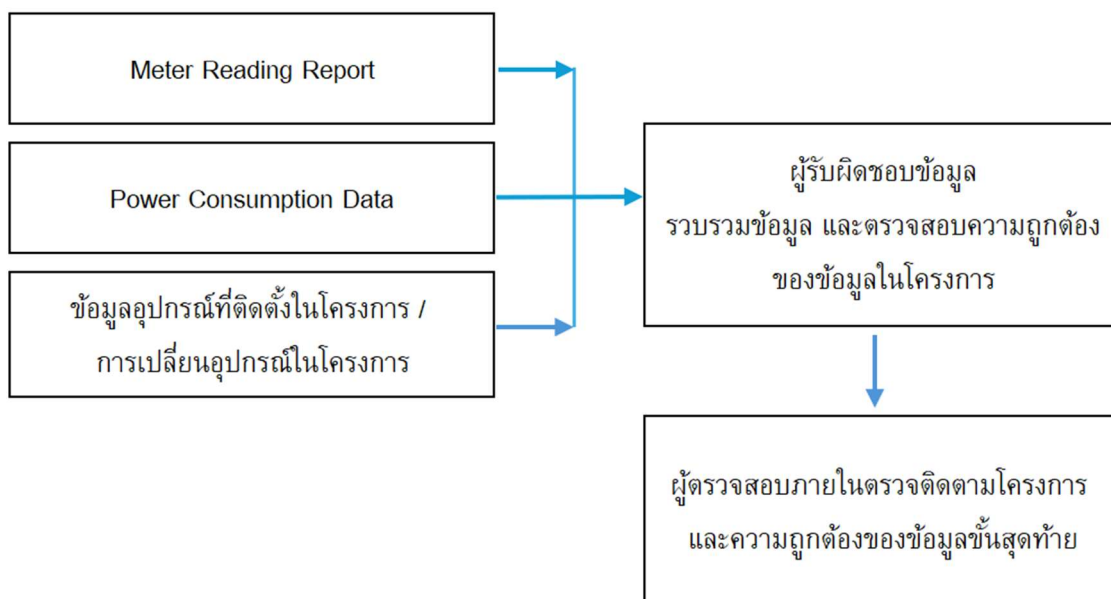 Meter Reading Report
Power Consumption Data
ข้อมูลอุปกรณ์ที่ติดตั้งในโครงการ /
การเปลี่ยนอุปกรณ์ในโครงการ
ผู้รับผิดชอบข้อมูล
รวบรวมข้อมูล และตรวจสอบความถูกต้อง
ของข้อมูลในโครงการ
ผู้ตรวจสอบภายในตรวจติดตามโครงการ
และความถูกต้องของข้อมูลขั้นสุดท้าย